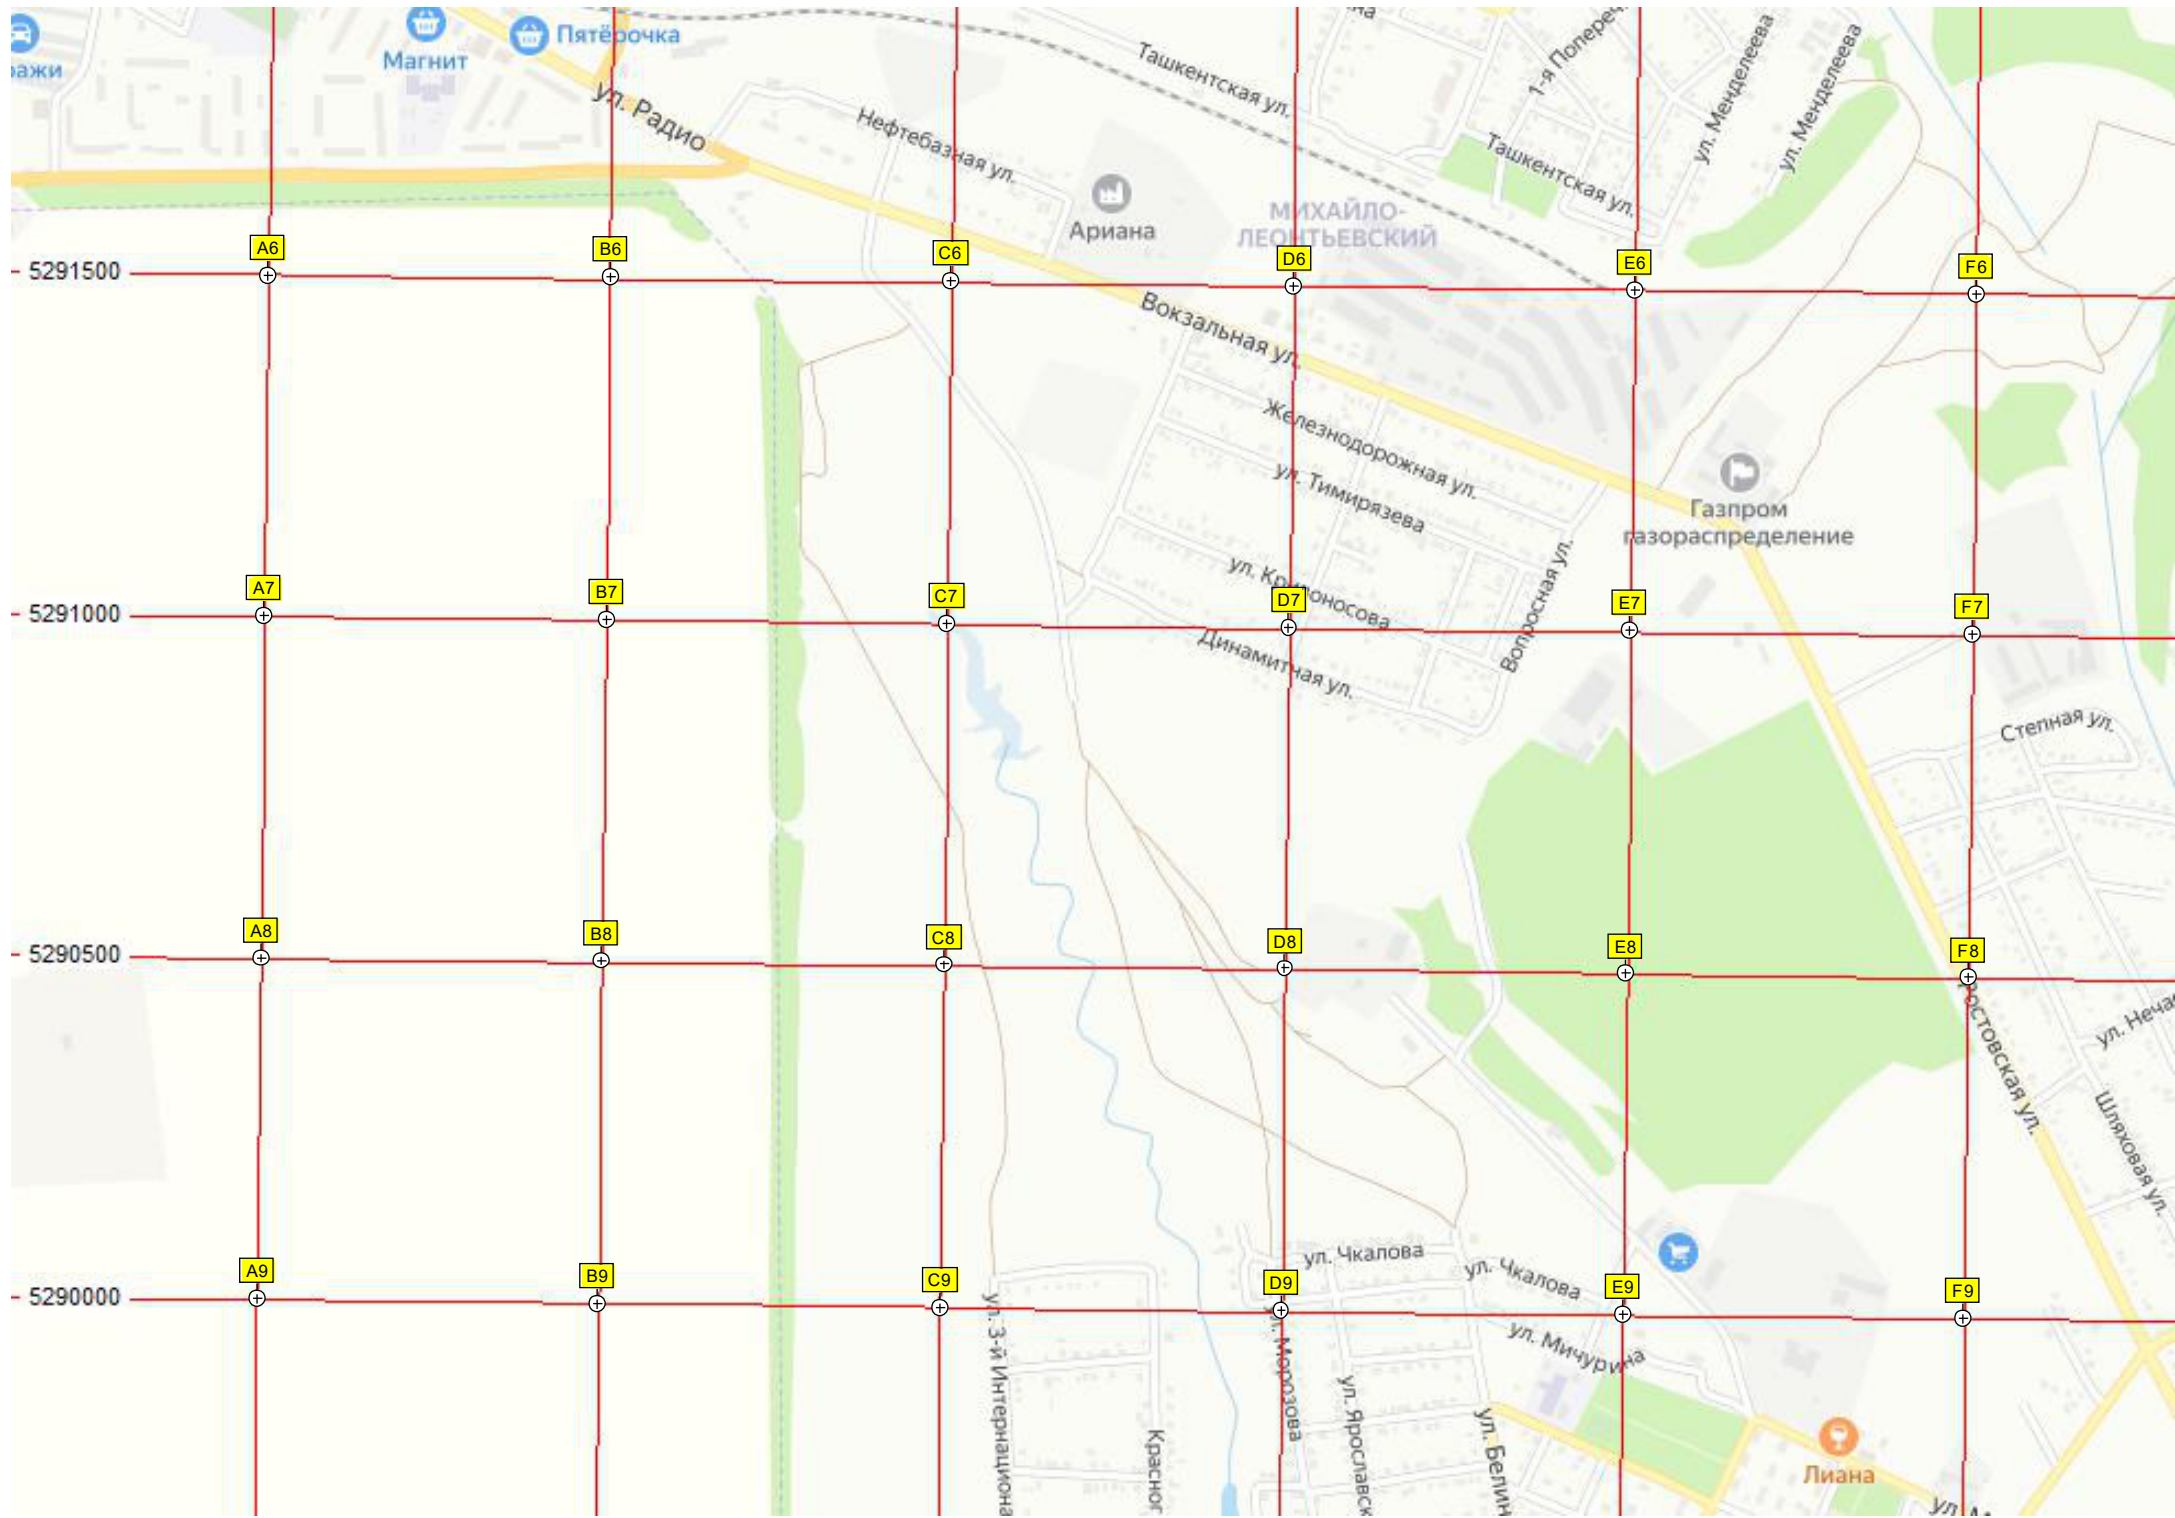 Магнит
Пятёрочка
ул. Радио
Нефтебазная ул.
Ташкентская ул.
ул. Менделеева
ул. Менделеева
Ташкентская ул.
Ариана
МИХАЙЛО-
ЛЕОНТЬЕВСКИЙ
A6
B6
C6
D6
E6
F6
5291500
Вокзальная ул.
Железнодорожная ул.
ул. Тимирязева
Газпром
газораспределение
ул. Криноносова
Вопросная ул.
A7
B7
C7
D7
E7
F7
5291000
Динамитная ул.
Степная ул.
A8
B8
C8
D8
E8
F8
5290500
Ростовская ул.
Шляховая ул.
ул. Чкалова
ул. Чкалова
A9
B9
C9
D9
E9
F9
5290000
ул. Мичурина
ул. 3-й Интернациона
ул. Морозова
ул. Ярославск
ул. Белин
Красног
Лиана